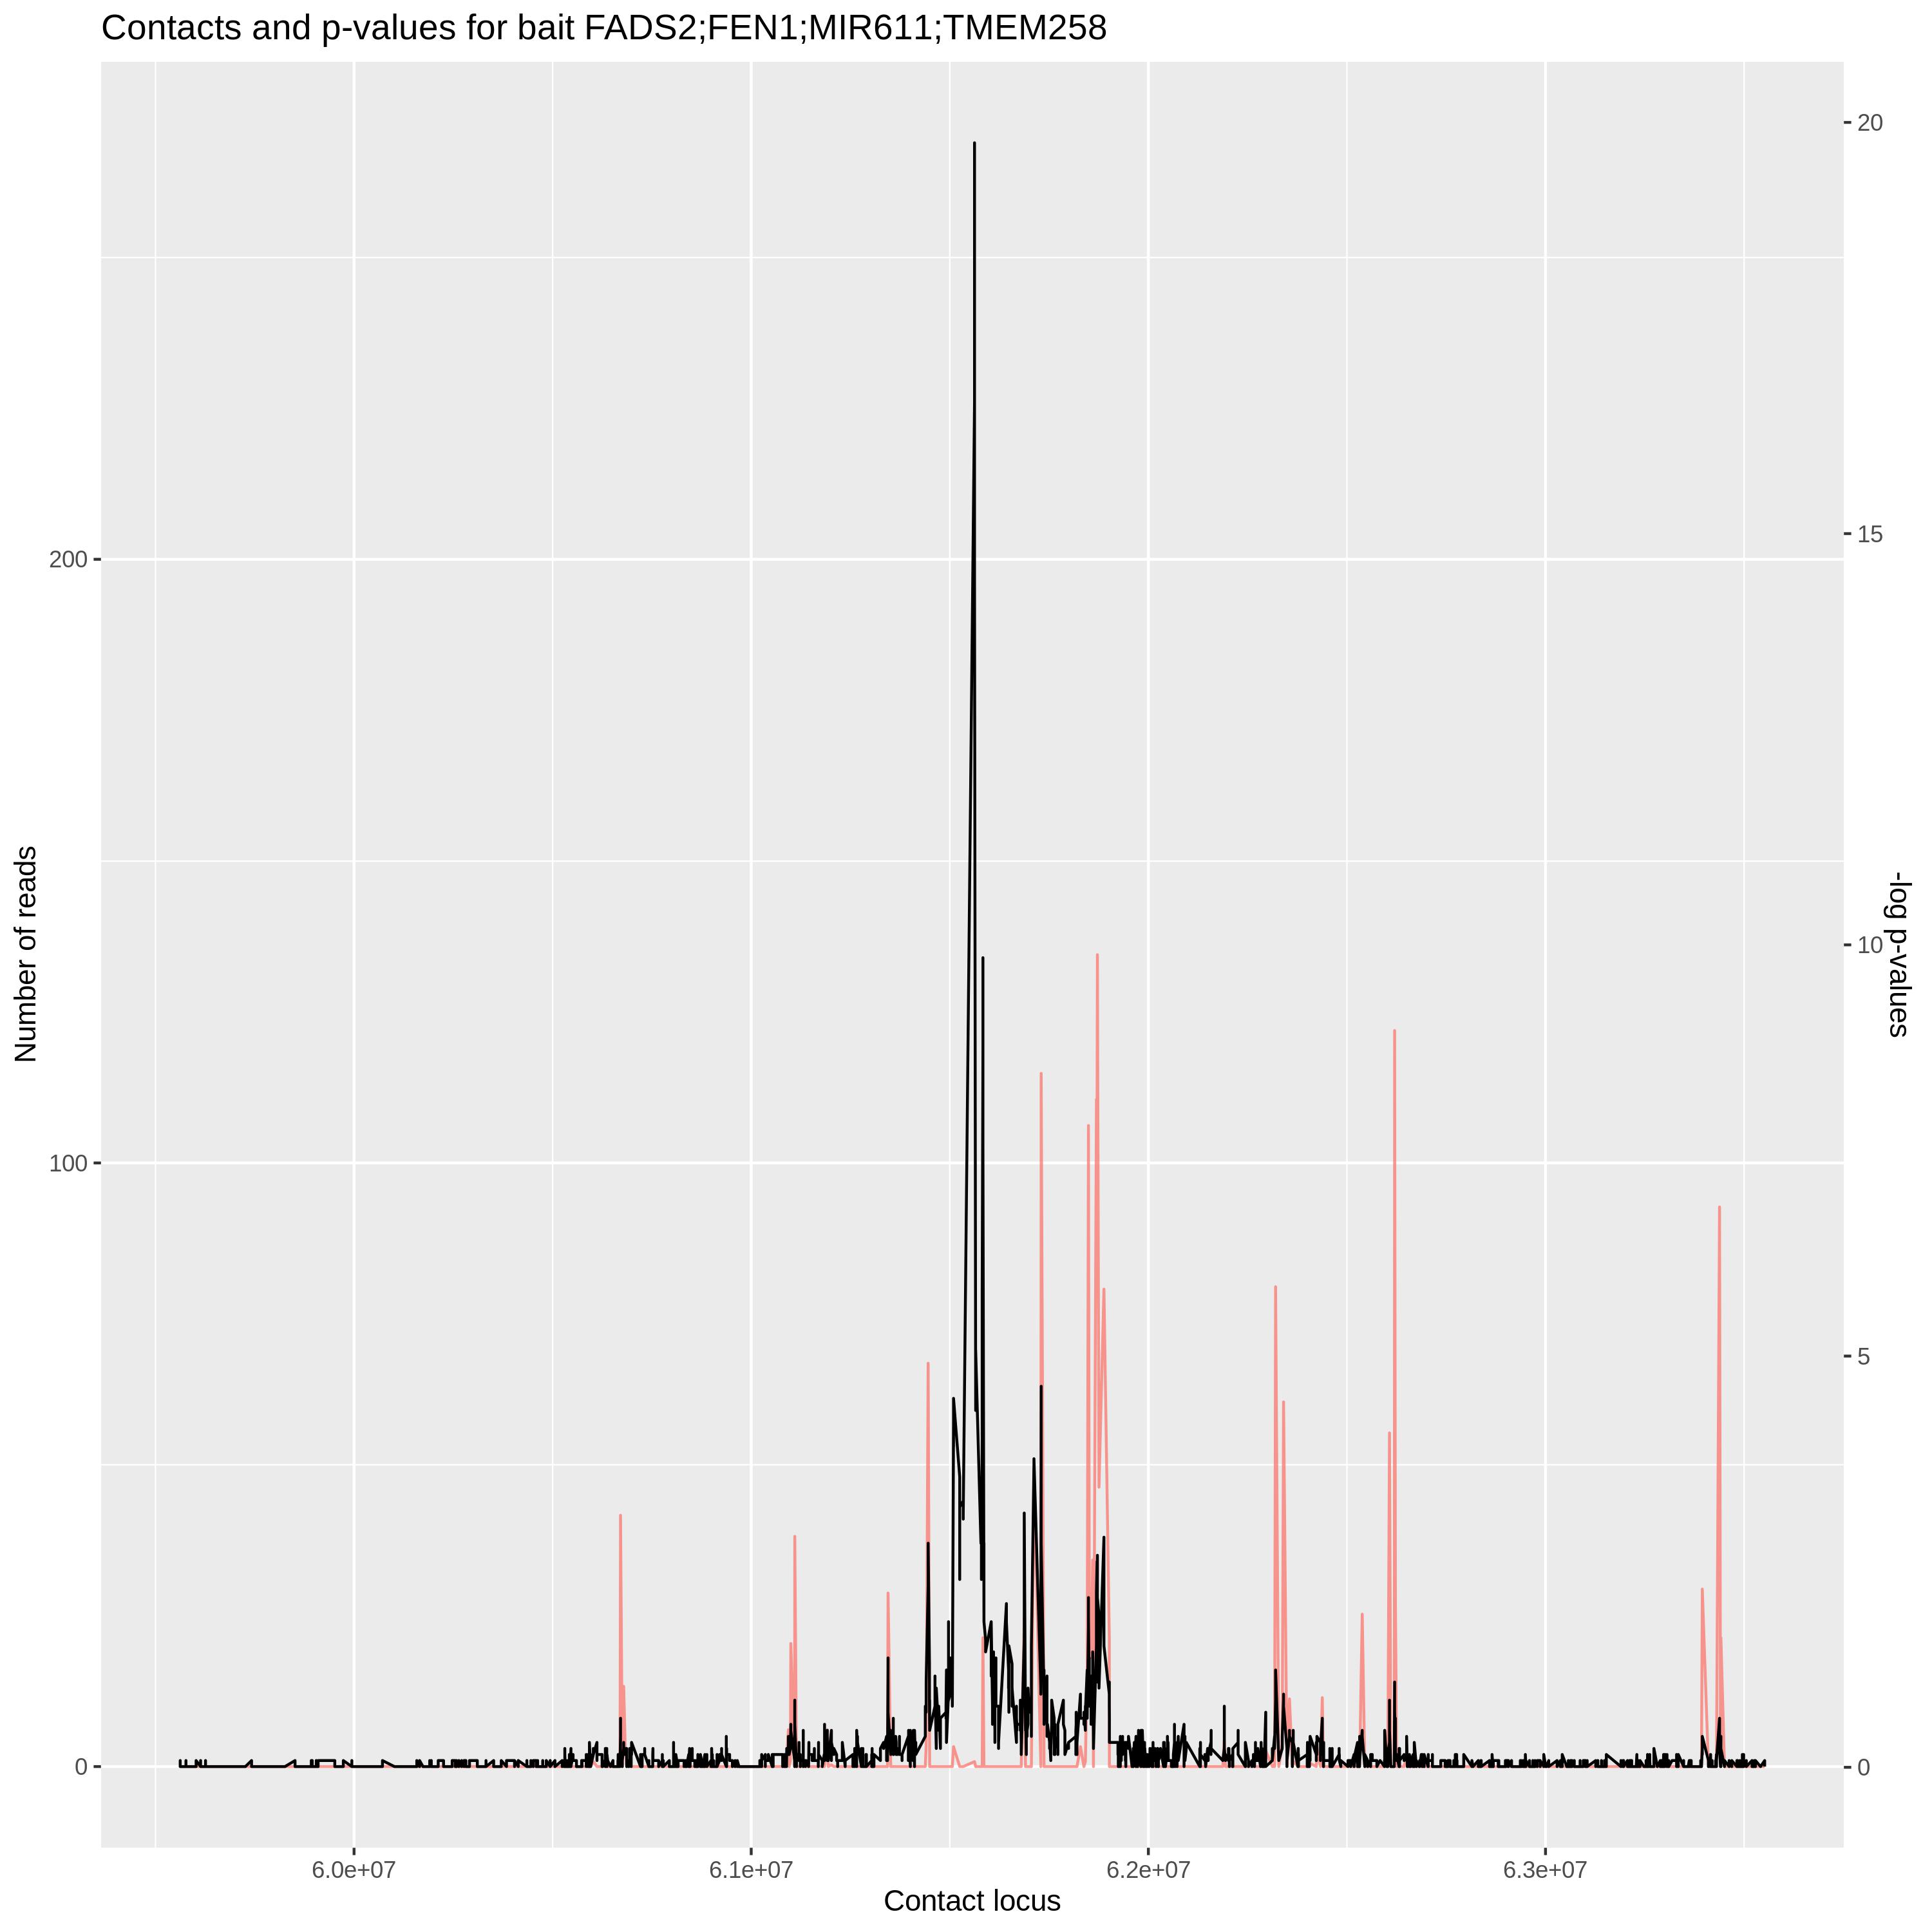 Contacts and p-values for bait FADS2;FEN1;MIR611;TMEM258
20
200
15
Number of reads
10
-log p-values
100
5
0
0
6.0e+07
6.1e+07
6.2e+07
6.3e+07
Contact locus